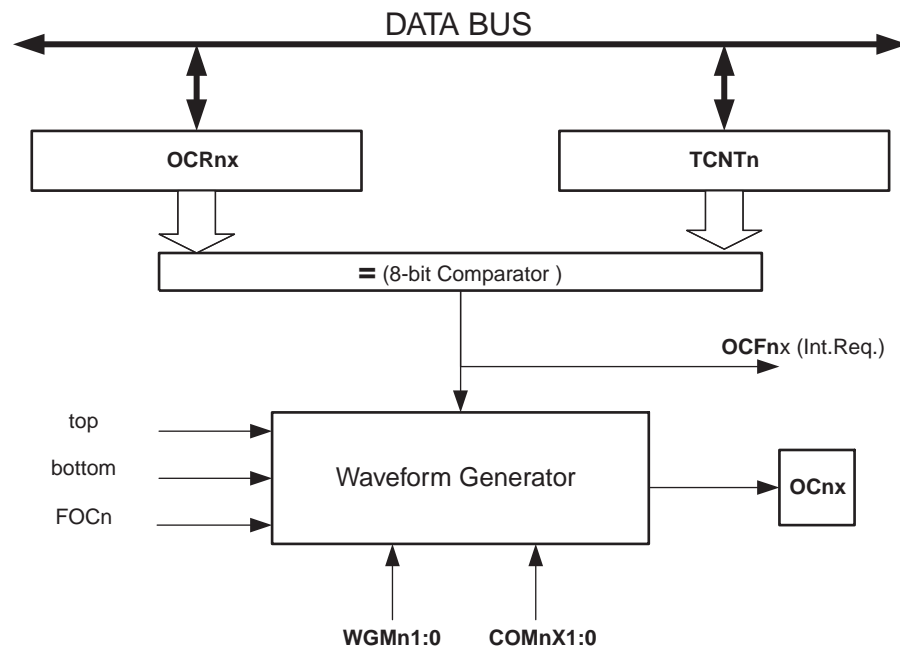 DATA BUS
OCRnx
TCNTn
= (8-bit Comparator )
OCFnx (Int.Req.)
top
bottom
FOCn
Waveform Generator
OCnx
WGMn1:0
COMnX1:0